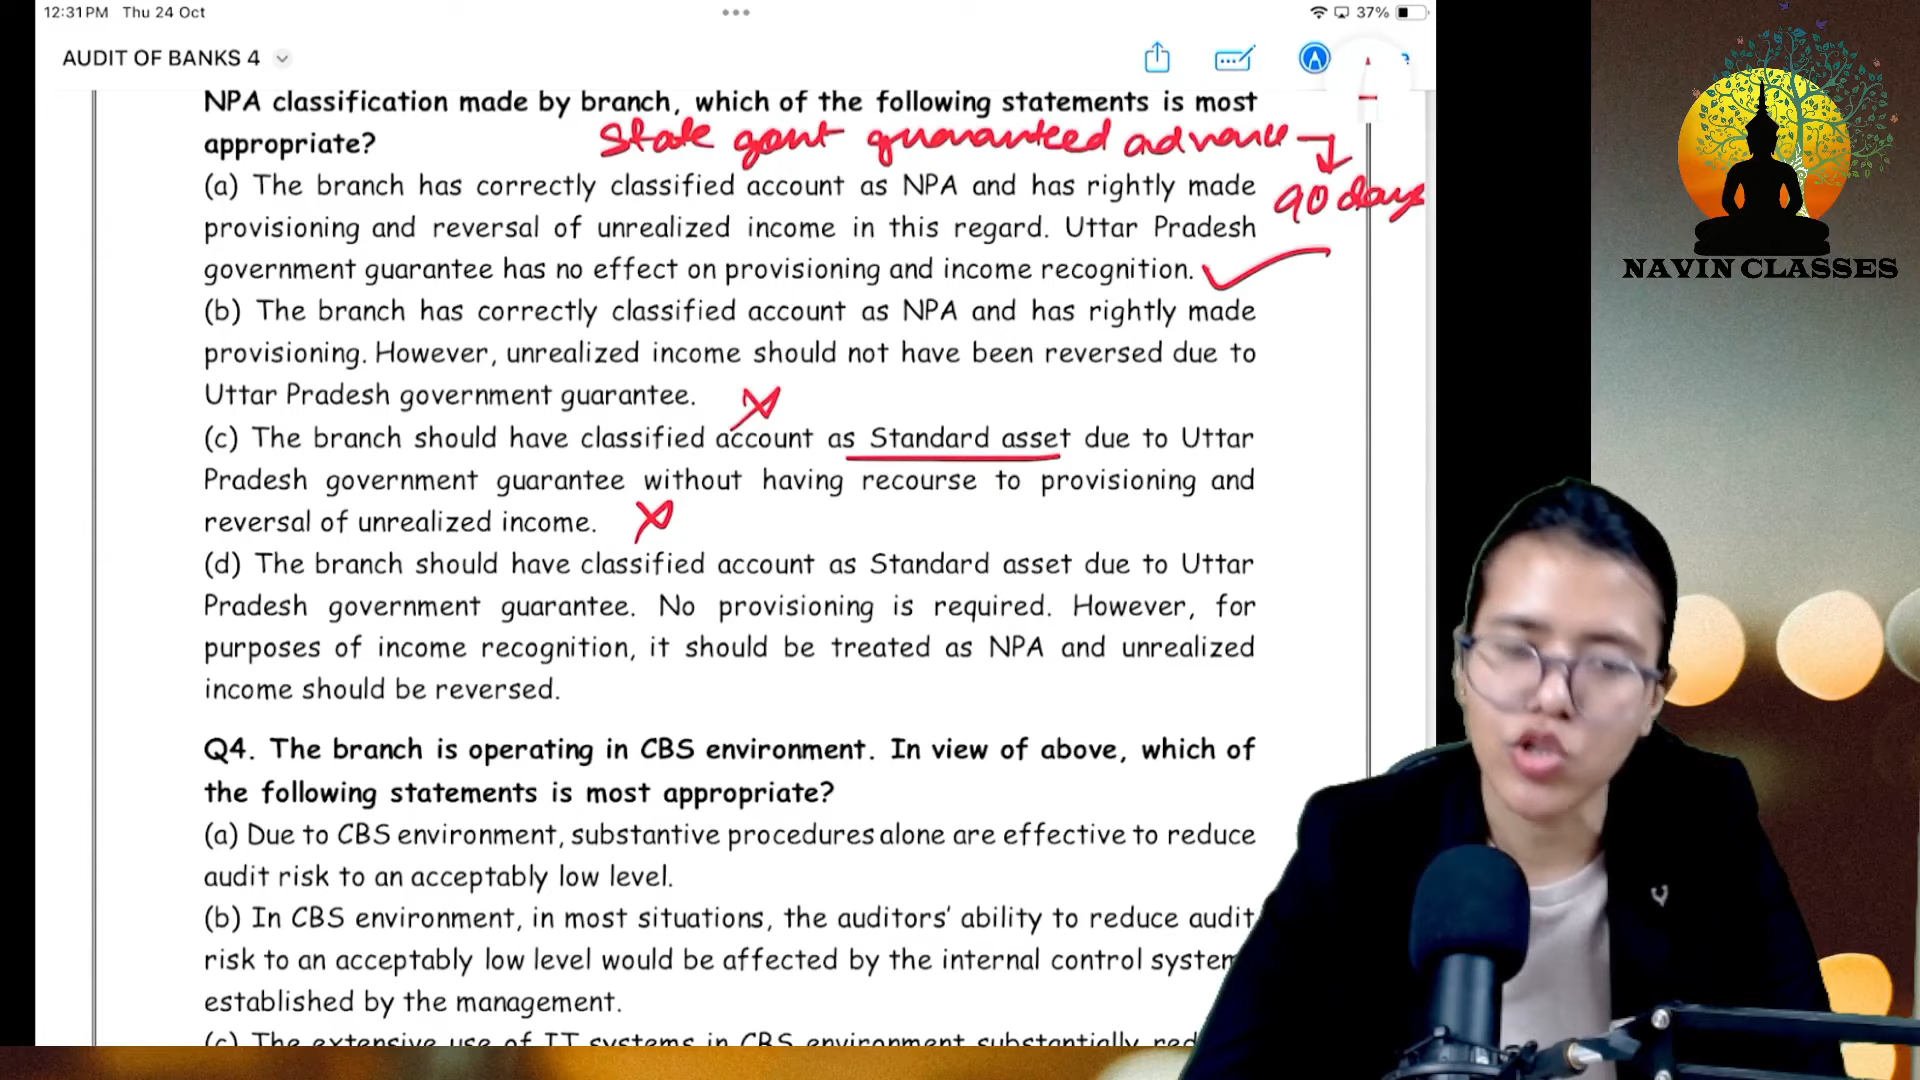 12:31 PM Thu 24 Oct
37%
AUDIT OF BANKS 4
NPA classification made by branch, which of the following statements is most
appropriate?
State govt guaranteed advance
90 days
(a) The branch has correctly classified account as NPA and has rightly made
provisioning and reversal of unrealized income in this regard. Uttar Pradesh
government guarantee has no effect on provisioning and income recognition.
(b) The branch has correctly classified account as NPA and has rightly made
provisioning. However, unrealized income should not have been reversed due to
Uttar Pradesh government guarantee.
(c) The branch should have classified account as Standard asset due to Uttar
Pradesh government guarantee without having recourse to provisioning and
reversal of unrealized income.
(d) The branch should have classified account as Standard asset due to Uttar
Pradesh government guarantee. No provisioning is required. However, for
purposes of income recognition, it should be treated as NPA and unrealized
income should be reversed.
Q4. The branch is operating in CBS environment. In view of above, which of
the following statements is most appropriate?
(a) Due to CBS environment, substantive procedures alone are effective to reduce
audit risk to an acceptably low level.
(b) In CBS environment, in most situations, the auditors' ability to reduce audit
risk to an acceptably low level would be affected by the internal control system
established by the management.
(c) The extensive use of IT systems in CBS environment substantially
NAVIN CLASSES